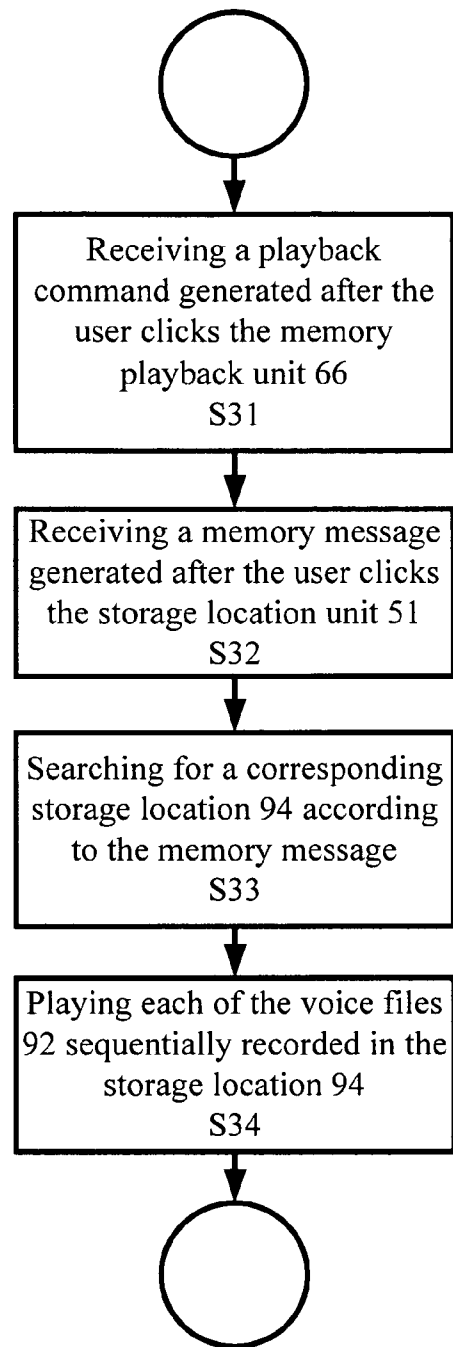 Receiving a playback
command generated after the
user clicks the memory
playback unit 66
S31
Receiving a memory message
generated after the user clicks
the storage location unit 51
S32
Searching for a corresponding
storage location 94 according
to the memory message
S33
Playing each of the voice files
92 sequentially recorded in the
storage location 94
S34